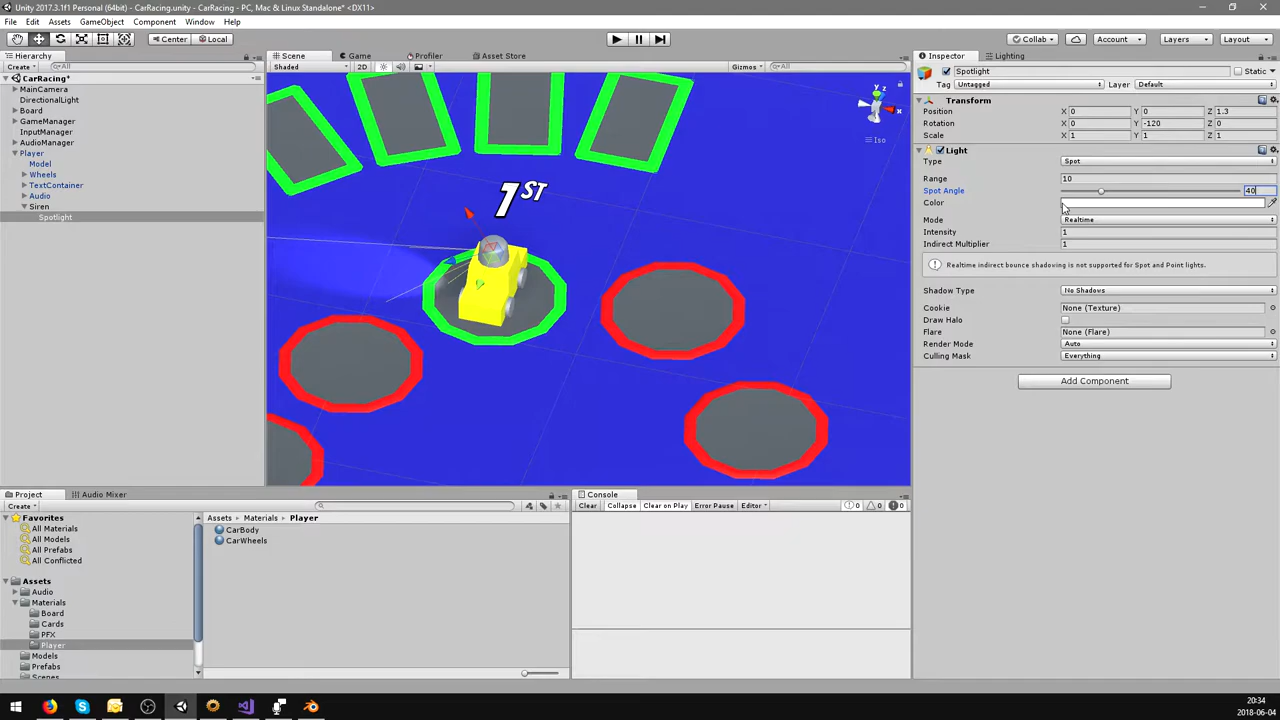 Unity 2017.3.1f1 Personal (64bit) - CarRacing.unity - CarRacing - PC, Mac & Linux Standalone* <DX11>
File Edit Assets GameObject Component Window Help
Center Local Collab Account Layers Layout
Hierarchy
Create All
CarRacing*
MainCamera
DirectionalLight
Board
GameManager
InputManager
AudioManager
Player
Model
Wheels
TextContainer
Audio
Siren
Spotlight
Scene Game Profiler Asset Store
Shaded 2D Gizmos All
y
z
x
Iso
1ST
Inspector Lighting
Spotlight Static
Tag Untagged Layer Default
Transform
Position X 0 Y 0 Z 1.3
Rotation X 0 Y -120 Z 0
Scale X 1 Y 1 Z 1
Light
Type Spot
Range 10
Spot Angle 40
Color
Mode Realtime
Intensity 1
Indirect Multiplier 1
Realtime indirect bounce shadowing is not supported for Spot and Point lights.
Shadow Type No Shadows
Cookie None (Texture)
Draw Halo
Flare None (Flare)
Render Mode Auto
Culling Mask Everything
Add Component
Project Audio Mixer
Create
Favorites
All Materials
All Models
All Prefabs
All Conflicted
Assets
Audio
Materials
Board
Cards
PFX
Player
Models
Prefabs
Scenes
Assets Materials Player
CarBody
CarWheels
Console
Clear Collapse Clear on Play Error Pause Editor 0 0 0
20:34
2018-06-04